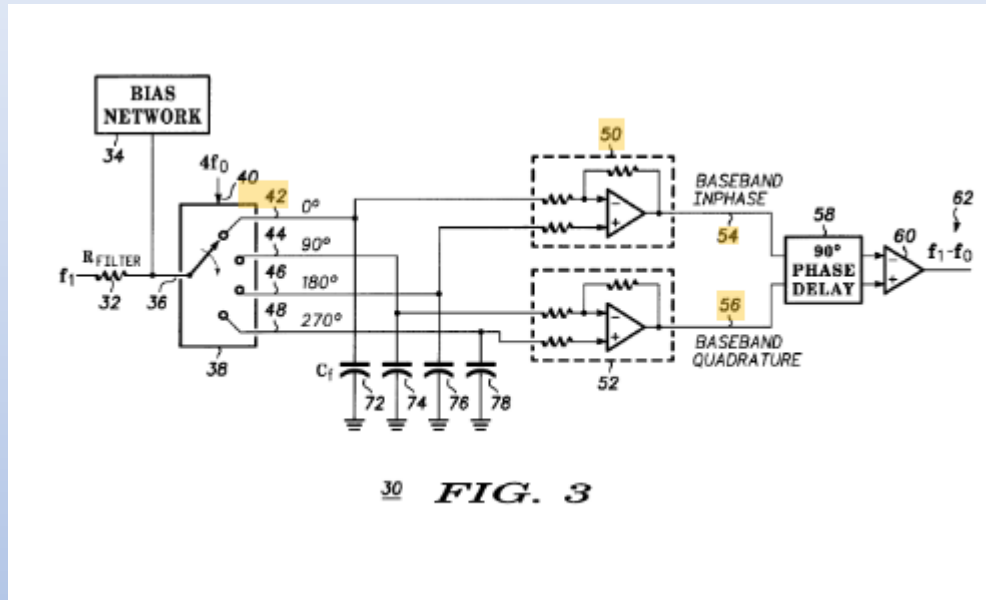 BIAS
NETWORK
34
4f0
40
42
0°
44
90°
46
180°
48
270°
RFILTER
f1
32
36
38
Cf
72
74
76
78
50
52
BASEBAND
INPHASE
54
56
BASEBAND
QUADRATURE
58
90°
PHASE
DELAY
60
62
f1-f0
30 FIG. 3